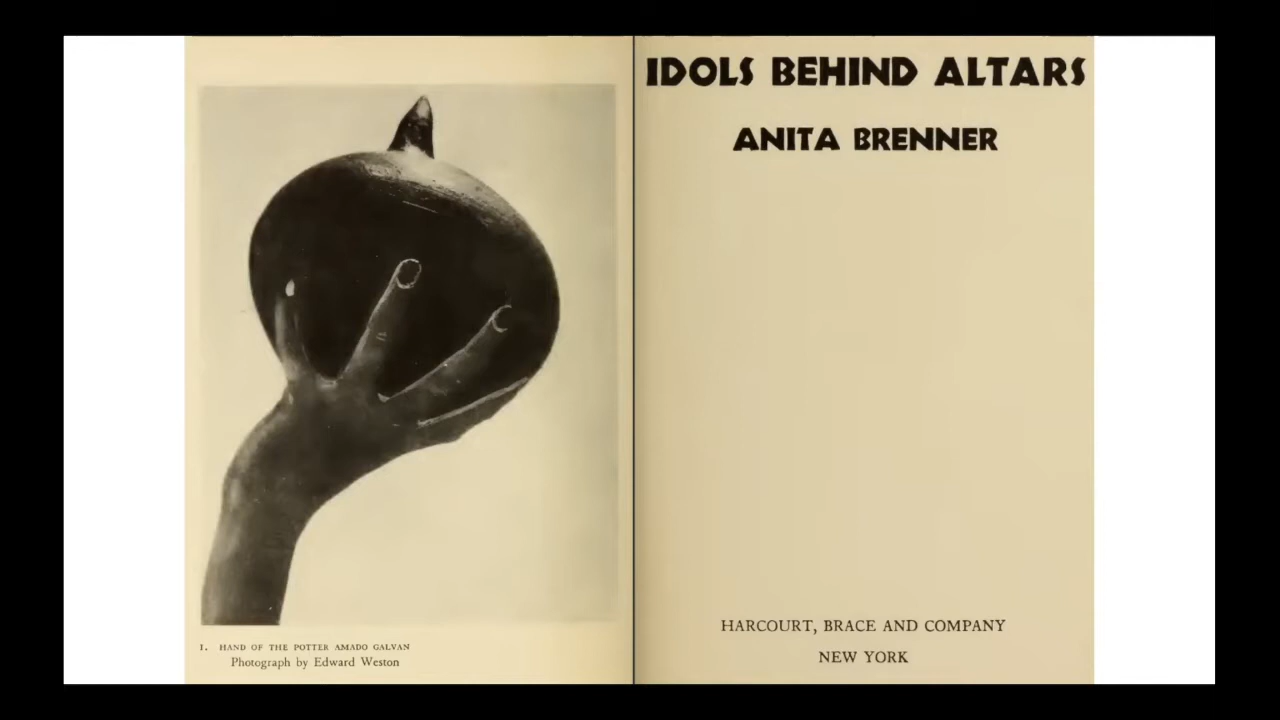 1. HAND OF THE POTTER AMADO GALVAN
Photograph by Edward Weston
IDOLS BEHIND ALTARS
ANITA BRENNER
HARCOURT, BRACE AND COMPANY
NEW YORK